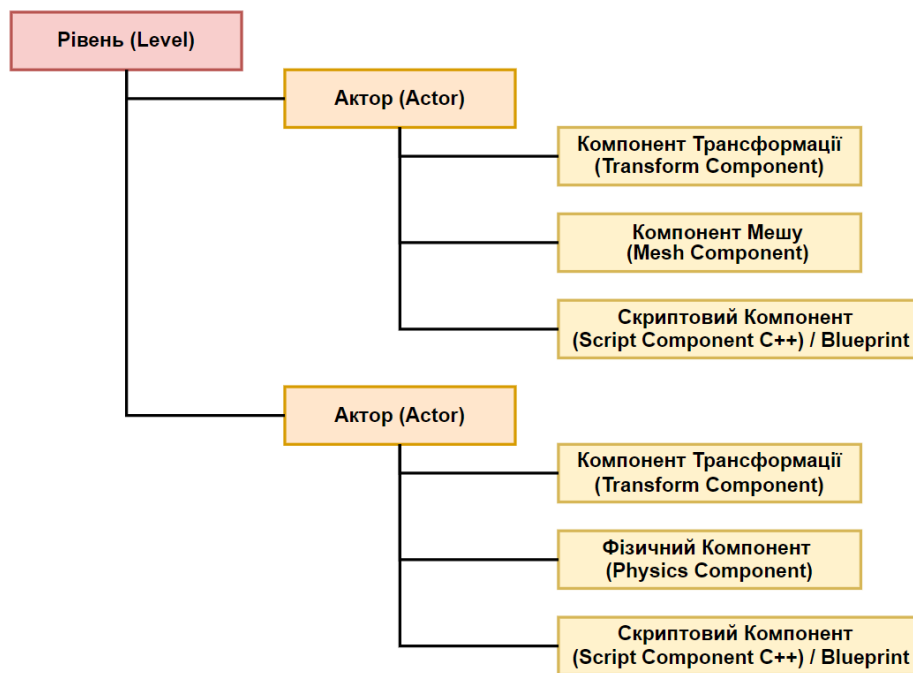 Рівень (Level)
Актор (Actor)
Компонент Трансформації
(Transform Component)
Компонент Мешу
(Mesh Component)
Скриптовий Компонент
(Script Component C++) / Blueprint
Актор (Actor)
Компонент Трансформації
(Transform Component)
Фізичний Компонент
(Physics Component)
Скриптовий Компонент
(Script Component C++) / Blueprint